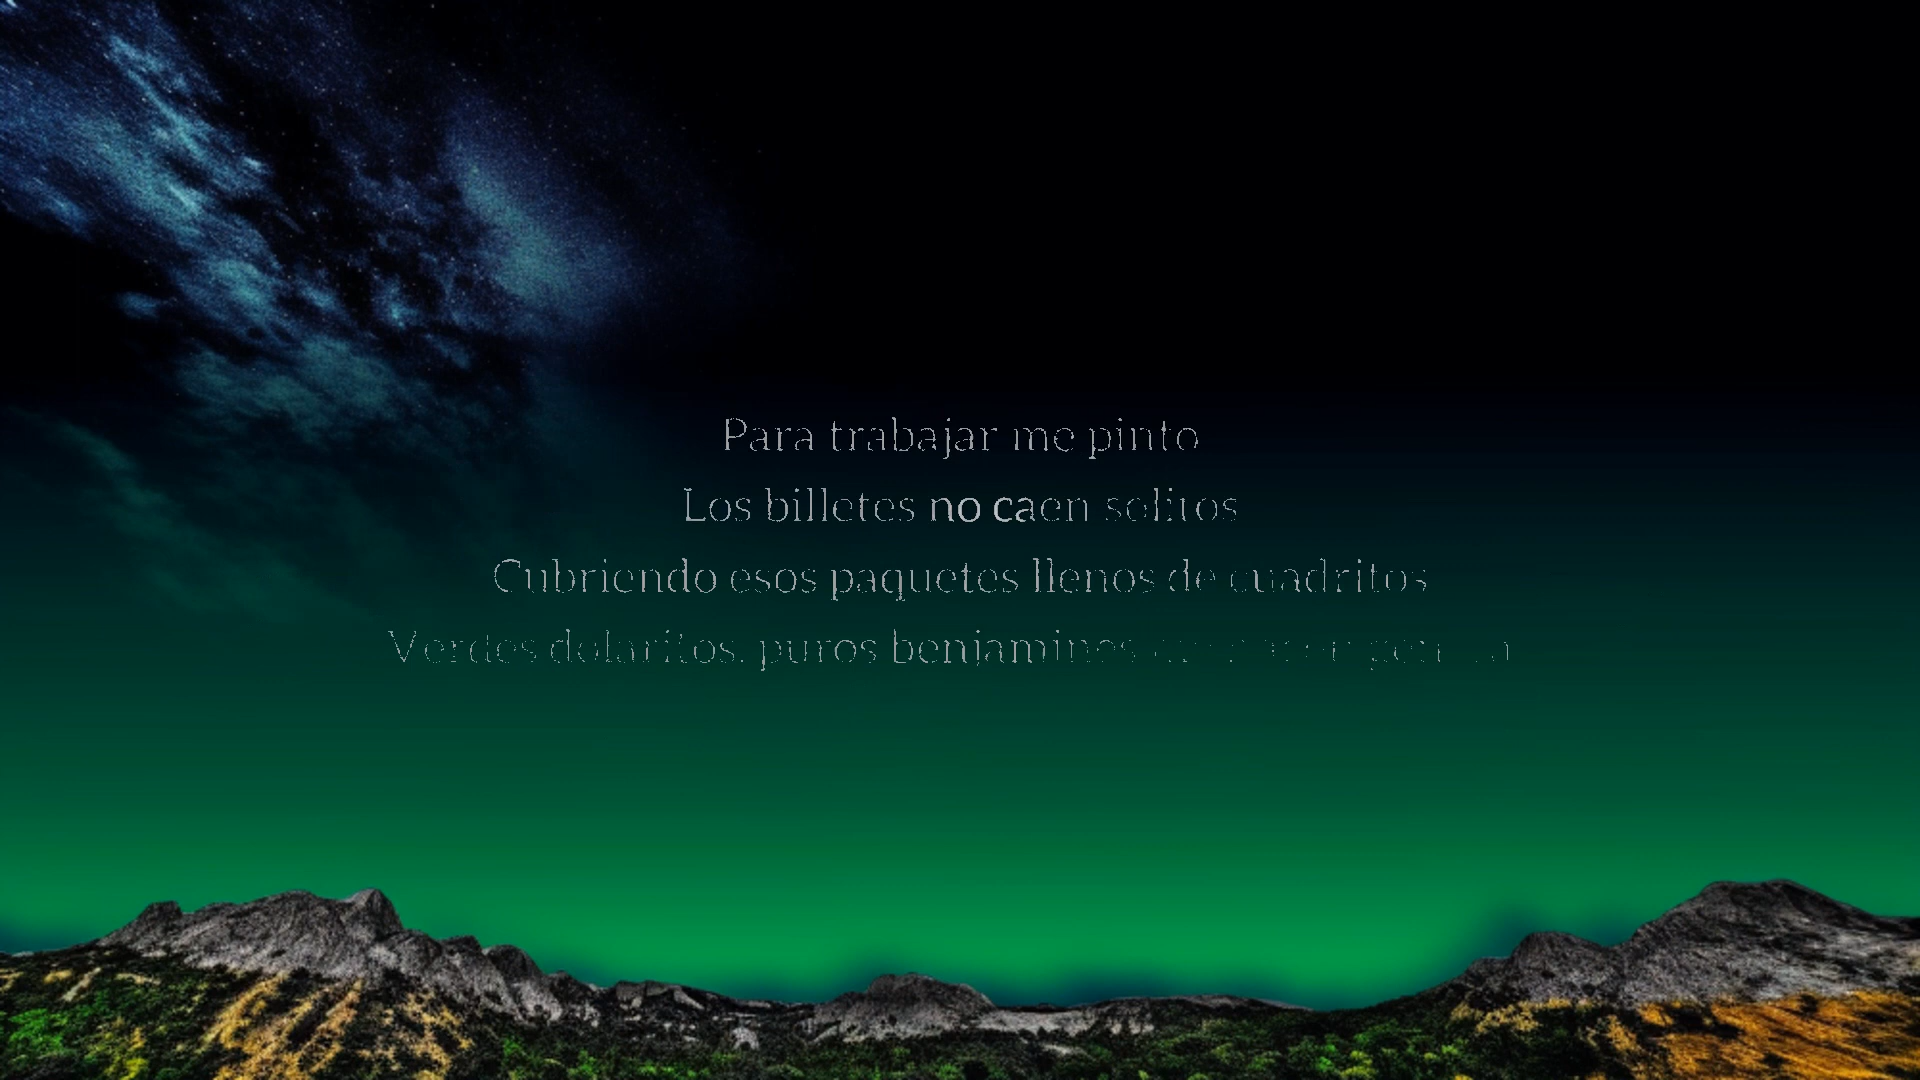 Para trabajar me pinto
Los billetes no caen solitos
Cubriendo esos paquetes llenos de cuadritos
Verdes dolaritos, puros benjamines